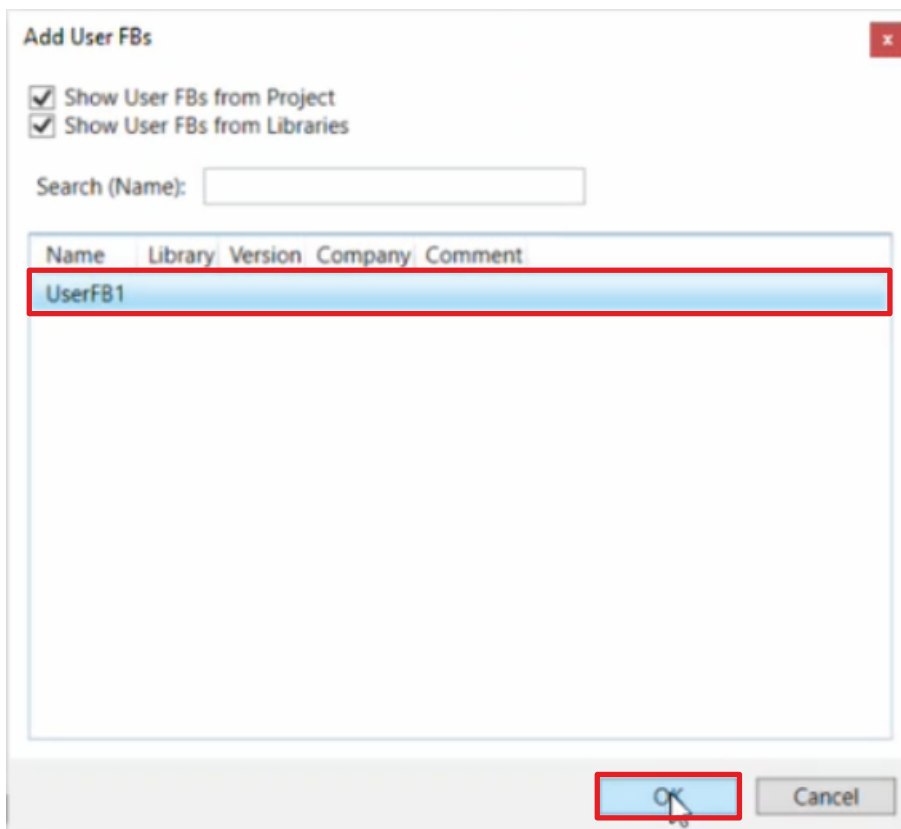 Add User FBs
x
Show User FBs from Project
Show User FBs from Libraries
Search (Name):
Name Library Version Company Comment
UserFB1
OK Cancel